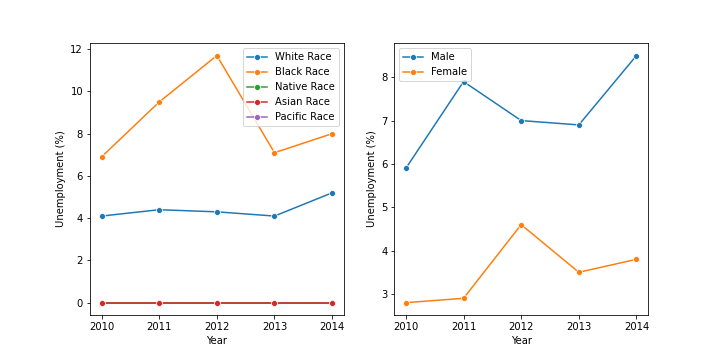 12
10
8
6
4
2
0
Unemployment (%)
2010 2011 2012 2013 2014
Year
White Race
Black Race
Native Race
Asian Race
Pacific Race
8
7
6
5
4
3
Unemployment (%)
2010 2011 2012 2013 2014
Year
Male
Female